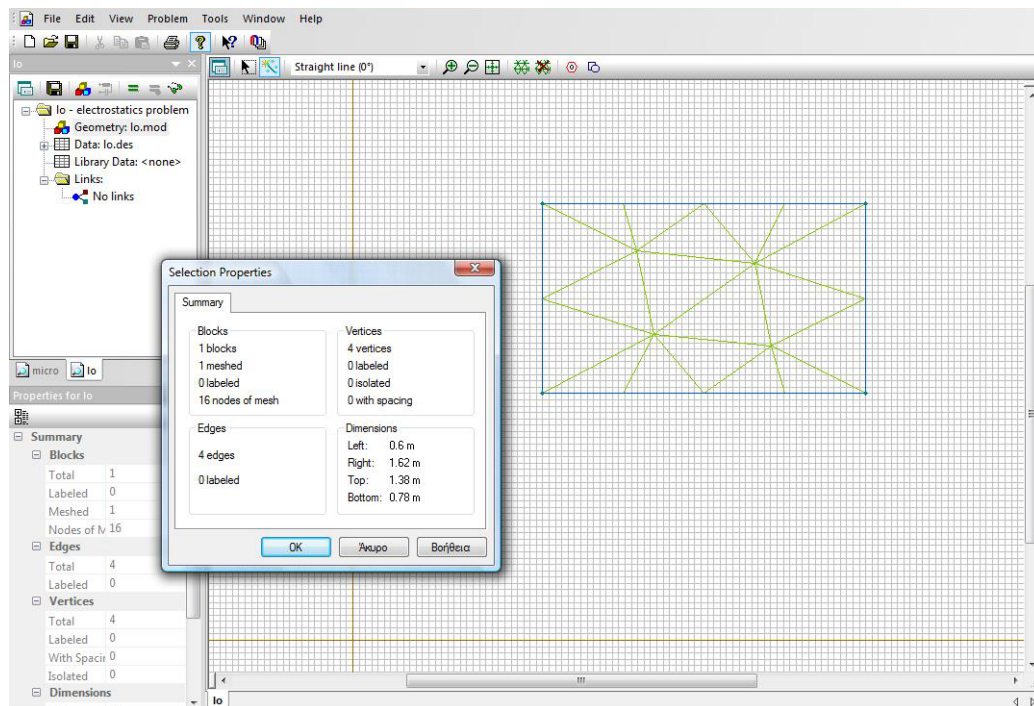 File Edit View Problem Tools Window Help
lo
Straight line (0°)
lo - electrostatics problem
Geometry: lo.mod
Data: lo.des
Library Data: <none>
Links:
No links
micro lo
Properties for lo
Summary
Blocks
Total 1
Labeled 0
Meshed 1
Nodes of M 16
Edges
Total 4
Labeled 0
Vertices
Total 4
Labeled 0
With Spacir 0
Isolated 0
Dimensions
Selection Properties
Summary
Blocks
1 blocks
1 meshed
0 labeled
16 nodes of mesh
Vertices
4 vertices
0 labeled
0 isolated
0 with spacing
Edges
4 edges
0 labeled
Dimensions
Left: 0.6 m
Right: 1.62 m
Top: 1.38 m
Bottom: 0.78 m
OK Άκυρο Βοήθεια
lo